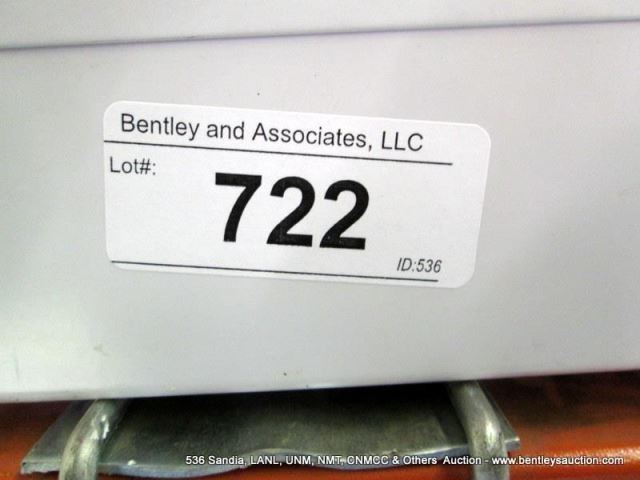 Bentley and Associates, LLC
Lot#:
722
ID:536
536 Sandia, LANL, UNM, NMT, CNMCC & Others  Auction - www.bentleysauction.com